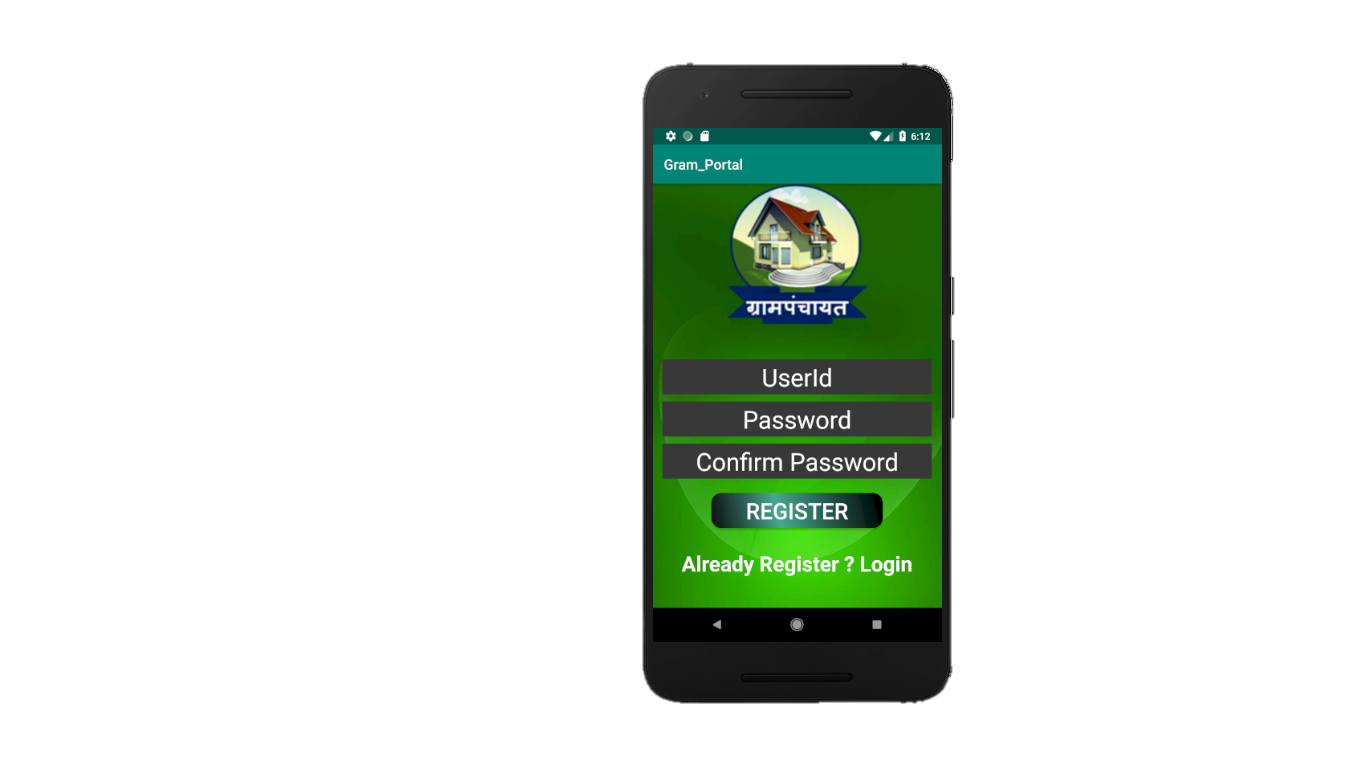 6:12
Gram_Portal
ग्रामपंचायत
UserId
Password
Confirm Password
REGISTER
Already Register ? Login